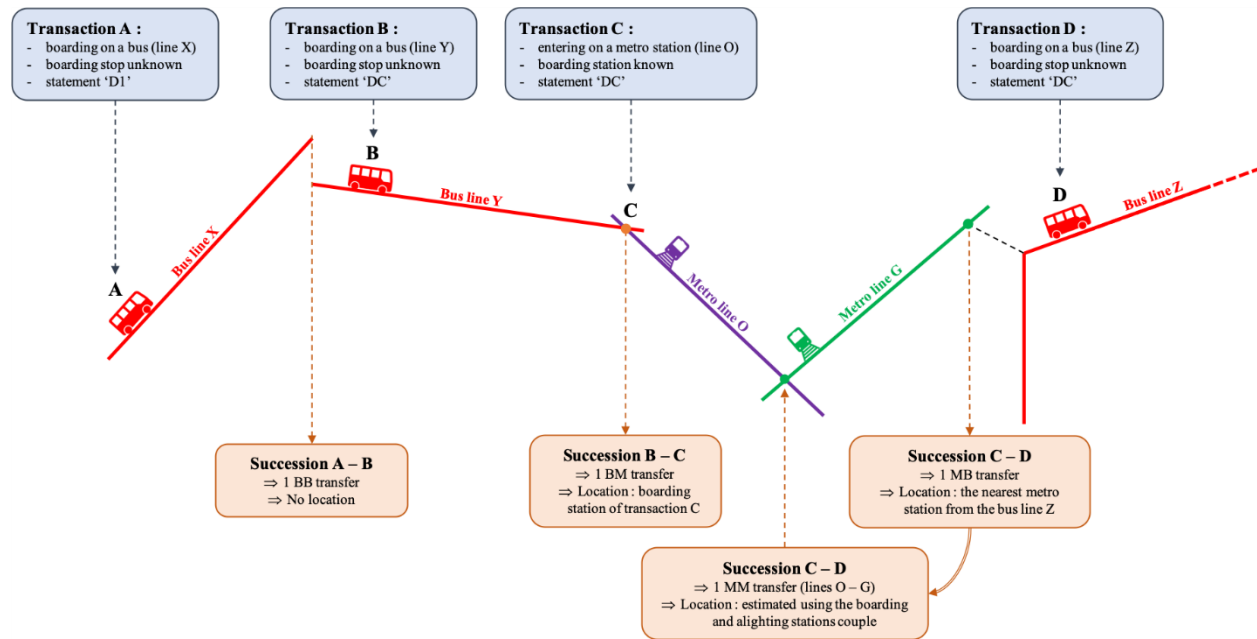 Transaction A :
- boarding on a bus (line X)
- boarding stop unknown
- statement ‘D1’
Transaction B :
- boarding on a bus (line Y)
- boarding stop unknown
- statement ‘DC’
Transaction C :
- entering on a metro station (line O)
- boarding station known
- statement ‘DC’
Transaction D :
- boarding on a bus (line Z)
- boarding stop unknown
- statement ‘DC’
A
Bus line X
B
Bus line Y
C
Metro line O
Metro line G
D
Bus line Z
Succession A – B
⇒ 1 BB transfer
⇒ No location
Succession B – C
⇒ 1 BM transfer
⇒ Location : boarding
station of transaction C
Succession C – D
⇒ 1 MB transfer
⇒ Location : the nearest metro
station from the bus line Z
Succession C – D
⇒ 1 MM transfer (lines O – G)
⇒ Location : estimated using the boarding
and alighting stations couple